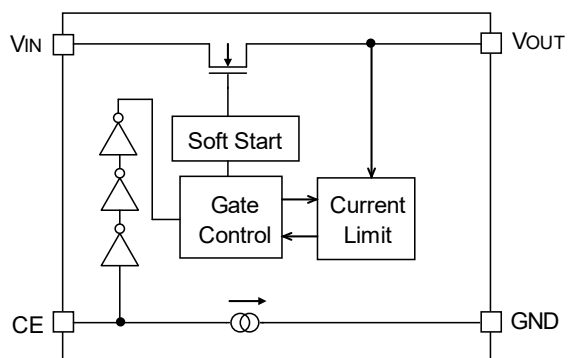 VIN
VOUT
Soft Start
Gate
Control
Current
Limit
CE
GND